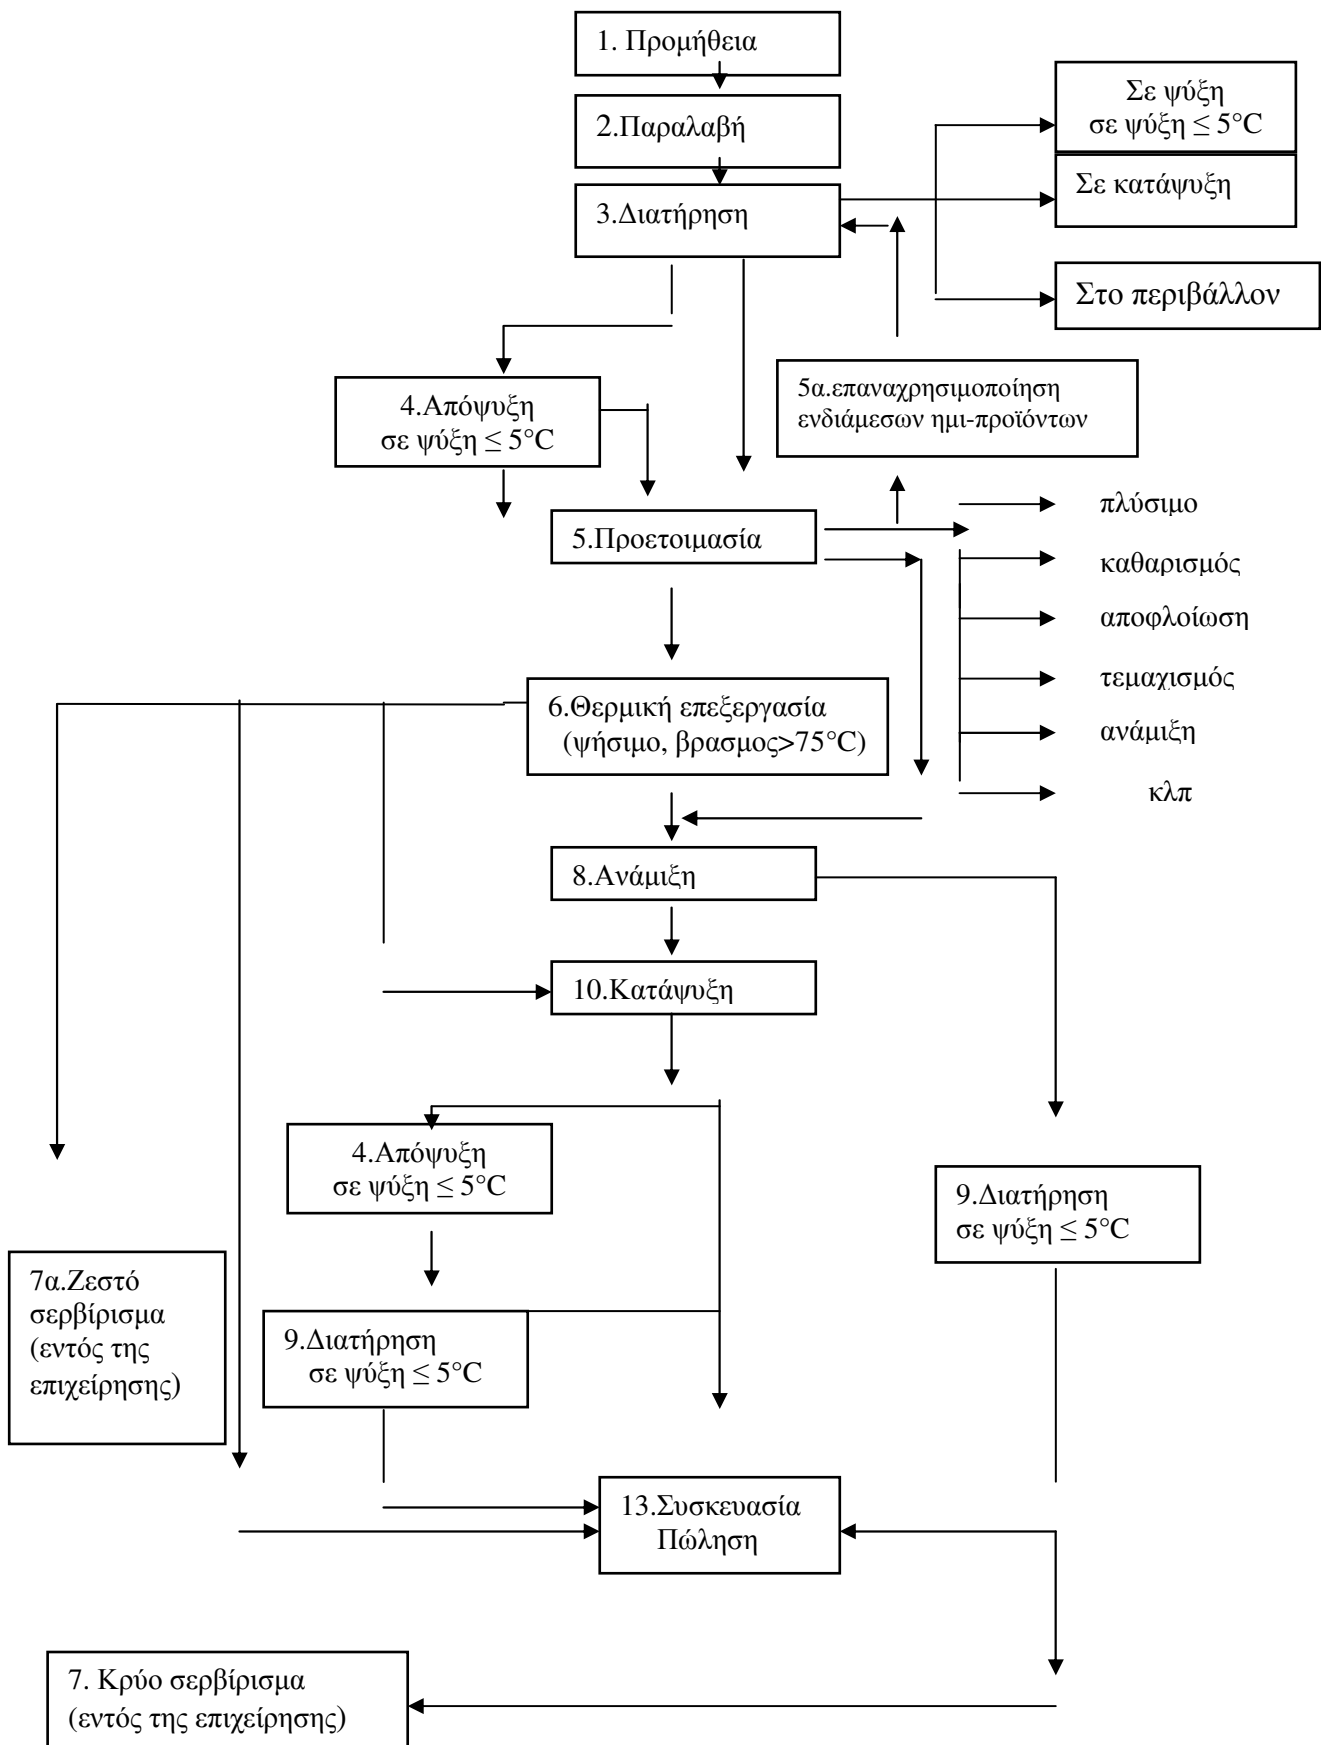 1. Προμήθεια
Σε ψύξη
σε ψύξη ≤ 5°C
2.Παραλαβή
Σε κατάψυξη
3.Διατήρηση
Στο περιβάλλον
4.Απόψυξη
σε ψύξη ≤ 5°C
5α.επαναχρησιμοποίηση
ενδιάμεσων ημι-προϊόντων
πλύσιμο
5.Προετοιμασία
καθαρισμός
αποφλοίωση
τεμαχισμός
ανάμιξη
κλπ
6.Θερμική επεξεργασία
(ψήσιμο, βρασμος>75°C)
8.Ανάμιξη
10.Κατάψυξη
4.Απόψυξη
σε ψύξη ≤ 5°C
9.Διατήρηση
σε ψύξη ≤ 5°C
7α.Ζεστό
σερβίρισμα
(εντός της
επιχείρησης)
9.Διατήρηση
σε ψύξη ≤ 5°C
13.Συσκευασία
Πώληση
7. Κρύο σερβίρισμα
(εντός της επιχείρησης)